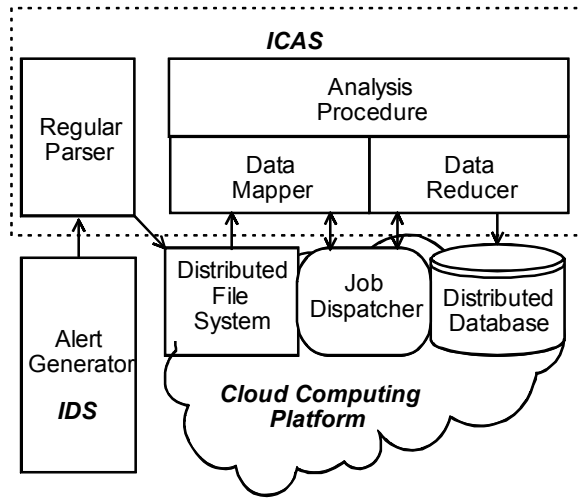 ICAS
Regular
Parser
Analysis
Procedure
Data
Mapper
Data
Reducer
Alert
Generator
IDS
Distributed
File
System
Job
Dispatcher
Distributed
Database
Cloud Computing
Platform